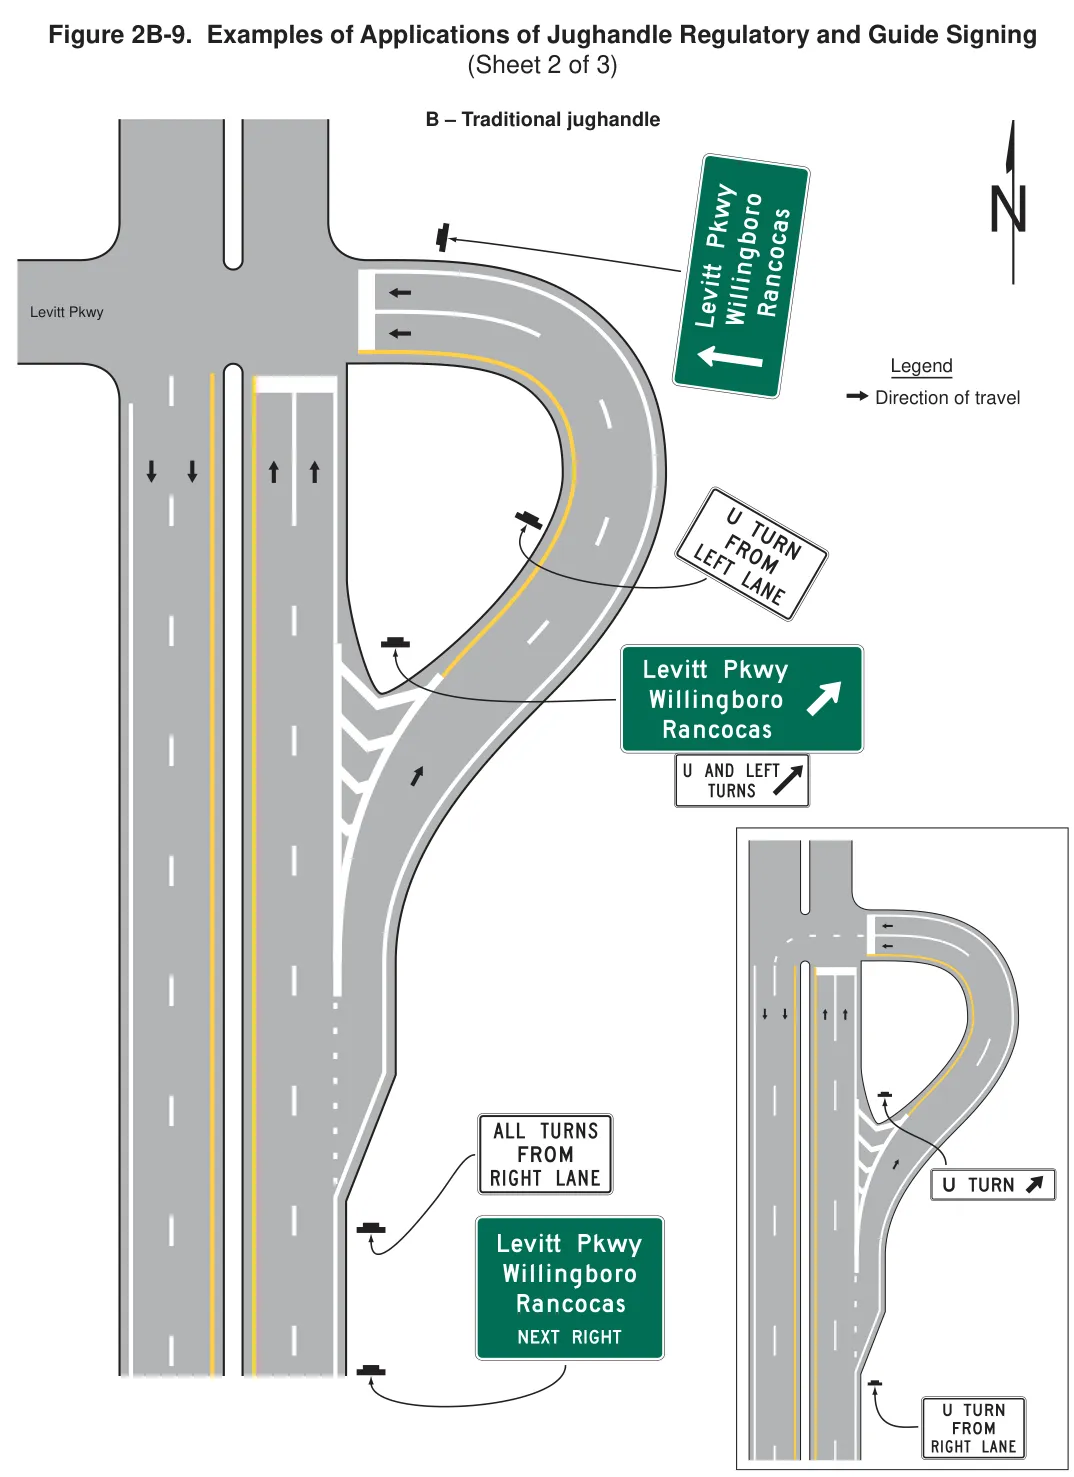 Figure 2B-9.  Examples of Applications of Jughandle Regulatory and Guide Signing
(Sheet 2 of 3)
B – Traditional jughandle
Levitt Pkwy
Willingboro
Rancocas
N
Levitt Pkwy
Legend
Direction of travel
U TURN
FROM
LEFT LANE
Levitt Pkwy
Willingboro
Rancocas
U AND LEFT
TURNS
ALL TURNS
FROM
RIGHT LANE
Levitt Pkwy
Willingboro
Rancocas
NEXT RIGHT
U TURN
U TURN
FROM
RIGHT LANE